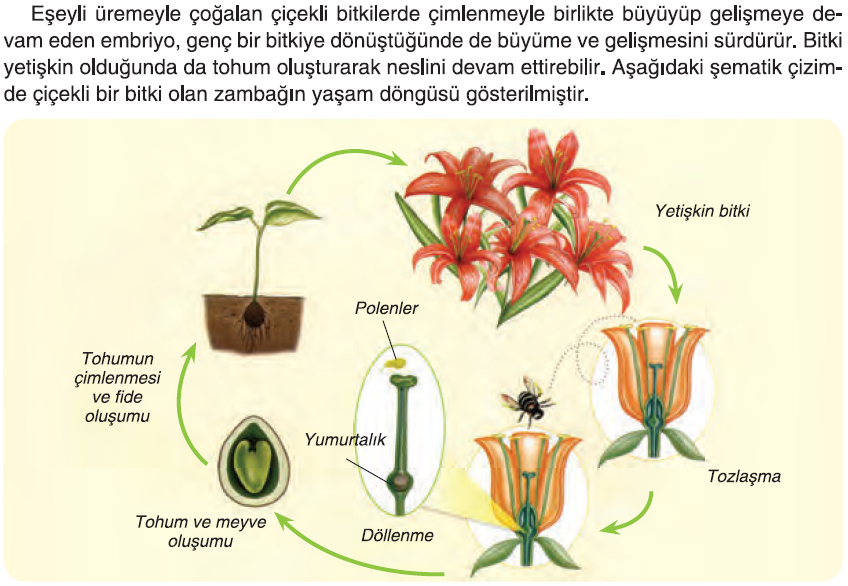 Eşeyli üremeyle çoğalan çiçekli bitkilerde çimlenmeyle birlikte büyüyüp gelişmeye de-
vam eden embriyo, genç bir bitkiye dönüştüğünde de büyüme ve gelişmesini sürdürür. Bitki
yetişkin olduğunda da tohum oluşturarak neslini devam ettirebilir. Aşağıdaki şematik çizim-
de çiçekli bir bitki olan zambağın yaşam döngüsü gösterilmiştir.
Yetişkin bitki
Polenler
Tohumun
çimlenmesi
ve fide
oluşumu
Yumurtalık
Tozlaşma
Tohum ve meyve
oluşumu
Döllenme